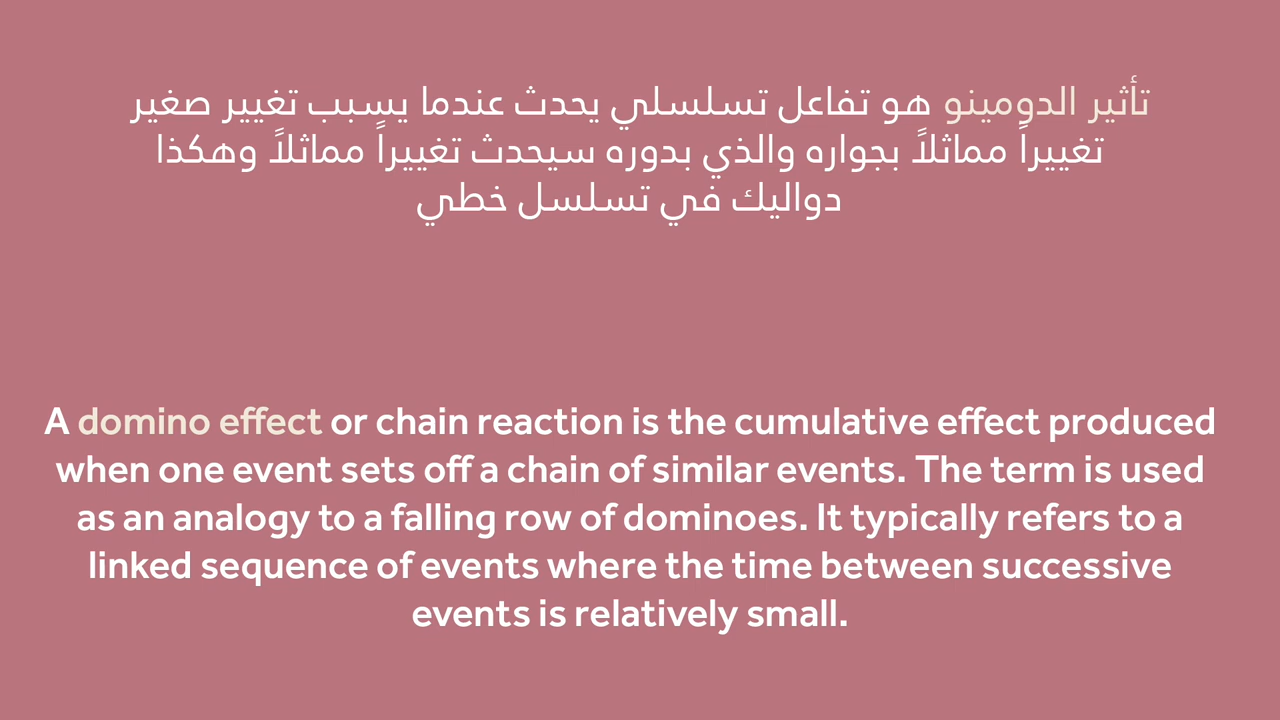 تأثير الدومينو هو تفاعل تسلسلي يحدث عندما يسبب تغيير صغير
تغييراً مماثلاً بجواره والذي بدوره سيحدث تغييراً مماثلاً وهكذا
دواليك في تسلسل خطي
A domino effect or chain reaction is the cumulative effect produced
when one event sets off a chain of similar events. The term is used
as an analogy to a falling row of dominoes. It typically refers to a
linked sequence of events where the time between successive
events is relatively small.